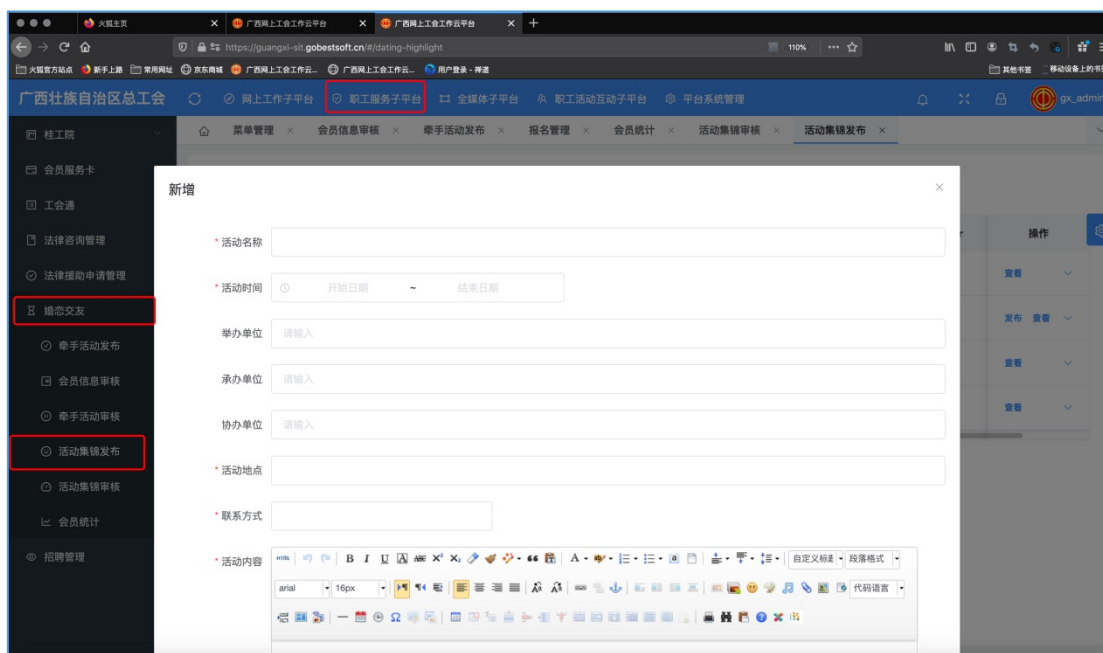 火狐主页 × 广西网上工会工作云平台 × 广西网上工会工作云平台 × +
https://guangxi-sit.gobestsoft.cn/#/dating-highlight 110% ··· 
火狐官方站点 新手上路 常用网址 京东商城 广西网上工会工作云... 广西网上工会工作云... 用户登录 - 禅道 其他书签 移动设备上的书签
广西壮族自治区总工会 网上工作子平台 职工服务子平台 全媒体子平台 职工活动互动子平台 平台系统管理 gx_admin
桂工院 菜单管理 × 会员信息审核 × 牵手活动发布 × 报名管理 × 会员统计 × 活动集锦审核 × 活动集锦发布 ×
会员服务卡
新增 ×
工会通
操作
* 活动名称
法律咨询管理
法律援助申请管理
查看
* 活动时间 开始日期 ~ 结束日期
婚恋交友
发布 查看
举办单位 请输入
牵手活动发布
查看
会员信息审核
承办单位 请输入
查看
牵手活动审核
协办单位 请输入
活动集锦发布
* 活动地点
活动集锦审核
* 联系方式
会员统计
招聘管理
* 活动内容 HTML B I U A ABC X² X₂ 66 A 自定义标题 段落格式
arial 16px 代码语言